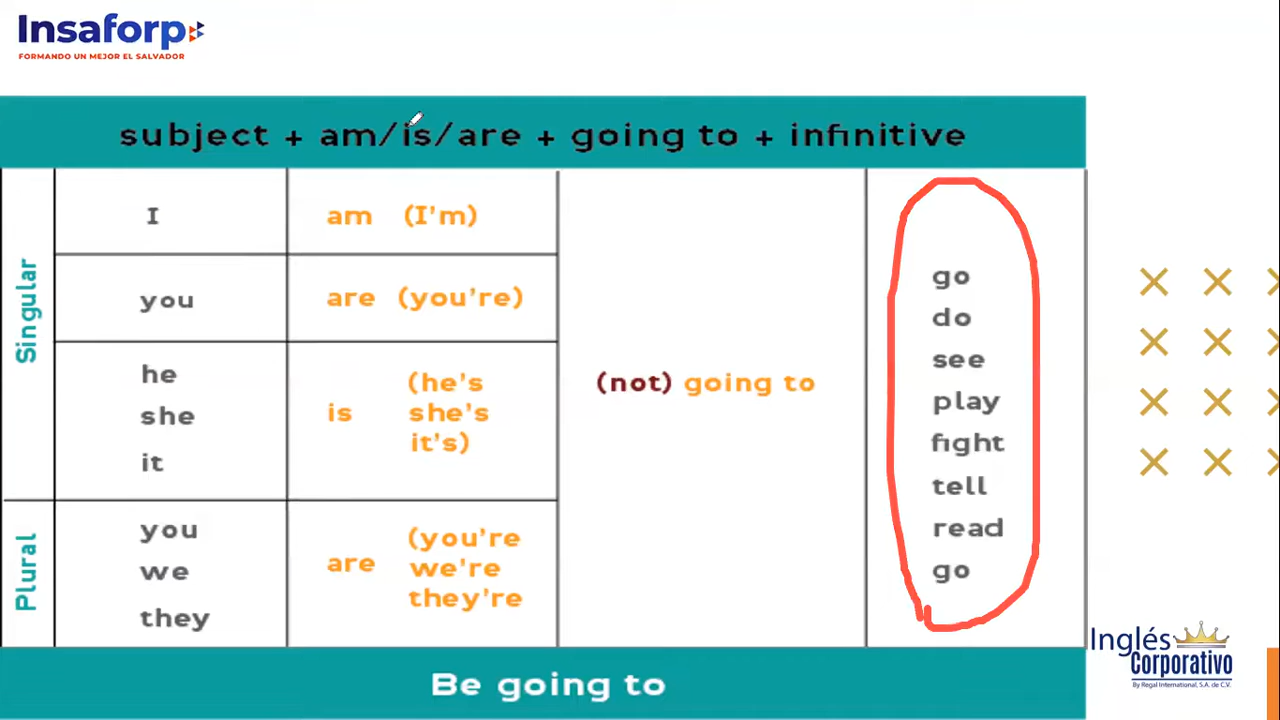 Insaforp
FORMANDO UN MEJOR EL SALVADOR
subject + am/is/are + going to + infinitive
Singular
I
am (I'm)
you
are (you're)
he
she
it
is
(he's
she's
it's)
(not) going to
go
do
see
play
fight
tell
read
go
Plural
you
we
they
are
(you're
we're
they're
Be going to
Inglés
Corporativo
By Regal International, S.A. de C.V.